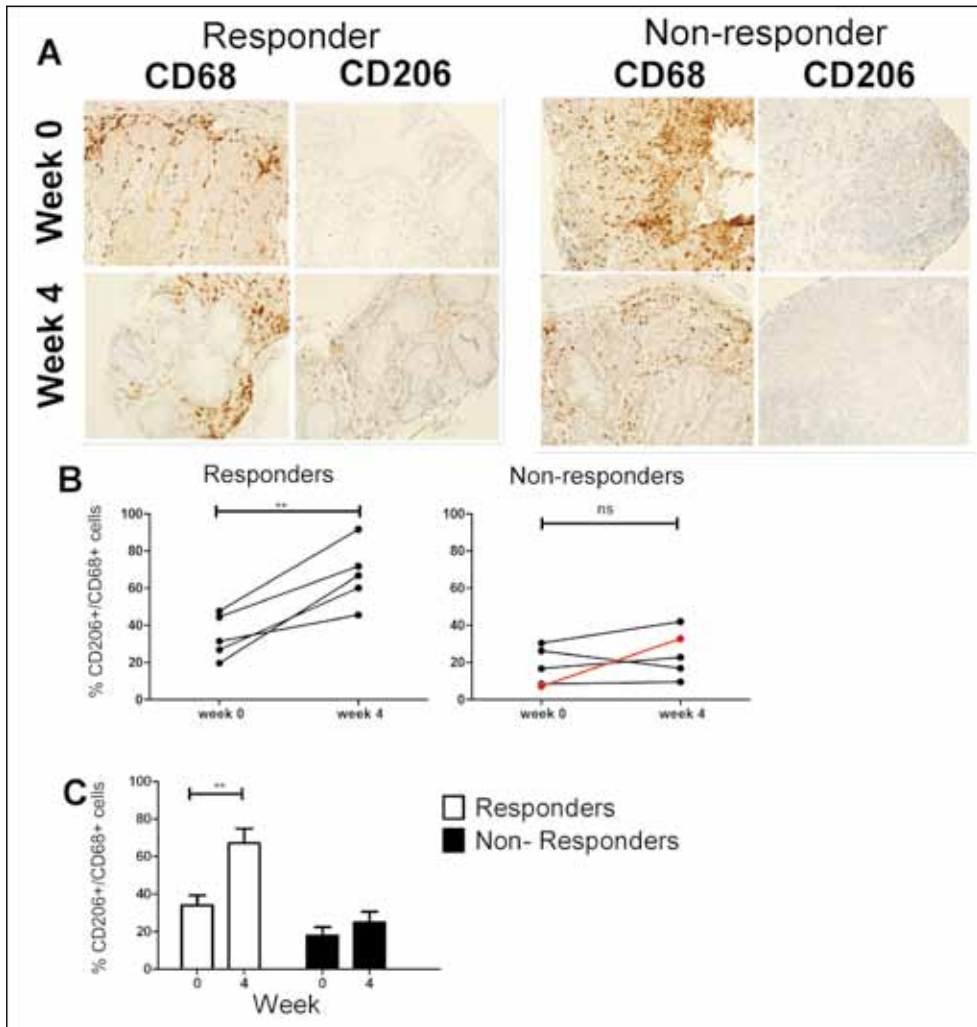 A
Responder
Non-responder
CD68 CD206
CD68 CD206
Week 0
Week 4
B
Responders
Non-responders
% CD206+/CD68+ cells
100
80
60
40
20
0
**
week 0 week 4
100
80
60
40
20
0
ns
week 0 week 4
C
% CD206+/CD68+ cells
100
80
60
40
20
0
**
0 4 0 4
Week
Responders
Non- Responders